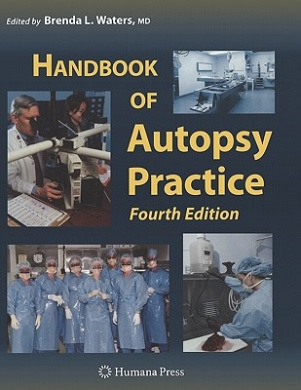 Edited by Brenda L. Waters, MD
HANDBOOK
OF
Autopsy
Practice
Fourth Edition
Humana Press